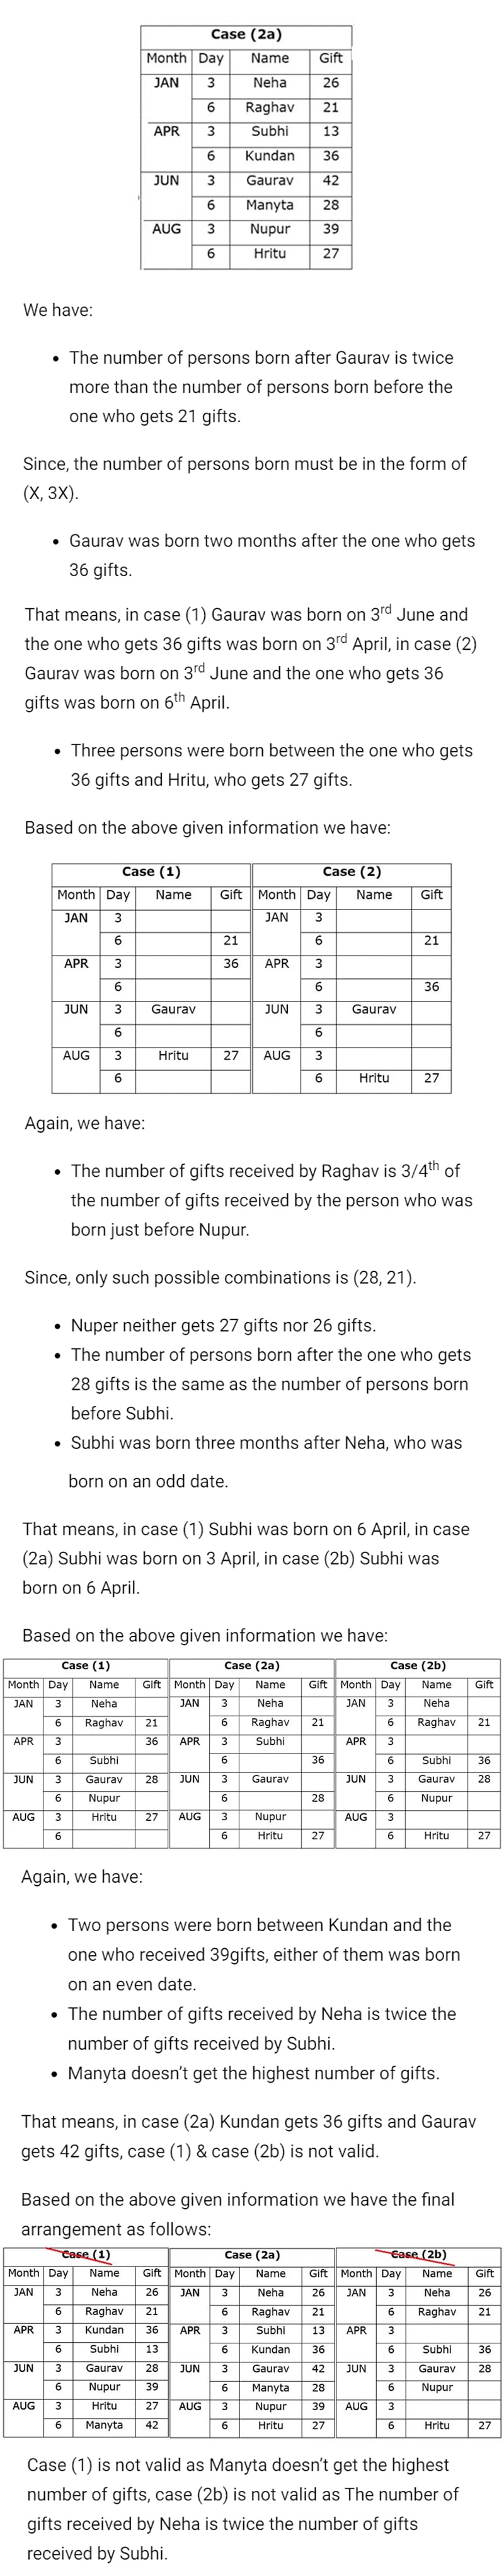 Case (2a)
Month Day Name Gift
JAN 3 Neha 26
6 Raghav 21
APR 3 Subhi 13
6 Kundan 36
JUN 3 Gaurav 42
6 Manyta 28
AUG 3 Nupur 39
6 Hritu 27
We have:
• The number of persons born after Gaurav is twice
more than the number of persons born before the
one who gets 21 gifts.
Since, the number of persons born must be in the form of
(X, 3X).
• Gaurav was born two months after the one who gets
36 gifts.
That means, in case (1) Gaurav was born on 3rd June and
the one who gets 36 gifts was born on 3rd April, in case (2)
Gaurav was born on 3rd June and the one who gets 36
gifts was born on 6th April.
• Three persons were born between the one who gets
36 gifts and Hritu, who gets 27 gifts.
Based on the above given information we have:
Case (1) Case (2)
Month Day Name Gift Month Day Name Gift
JAN 3 JAN 3
6 21 6 21
APR 3 36 APR 3
6 6 36
JUN 3 Gaurav JUN 3 Gaurav
6 6
AUG 3 Hritu 27 AUG 3
6 6 Hritu 27
Again, we have:
• The number of gifts received by Raghav is 3/4th of
the number of gifts received by the person who was
born just before Nupur.
Since, only such possible combinations is (28, 21).
• Nuper neither gets 27 gifts nor 26 gifts.
• The number of persons born after the one who gets
28 gifts is the same as the number of persons born
before Subhi.
• Subhi was born three months after Neha, who was
born on an odd date.
That means, in case (1) Subhi was born on 6 April, in case
(2a) Subhi was born on 3 April, in case (2b) Subhi was
born on 6 April.
Based on the above given information we have:
Case (1) Case (2a) Case (2b)
Month Day Name Gift Month Day Name Gift Month Day Name Gift
JAN 3 Neha JAN 3 Neha JAN 3 Neha
6 Raghav 21 6 Raghav 21 6 Raghav 21
APR 3 36 APR 3 Subhi APR 3
6 Subhi 6 36 6 Subhi 36
JUN 3 Gaurav 28 JUN 3 Gaurav JUN 3 Gaurav 28
6 Nupur 6 28 6 Nupur
AUG 3 Hritu 27 AUG 3 Nupur AUG 3
6 6 Hritu 27 6 Hritu 27
Again, we have:
• Two persons were born between Kundan and the
one who received 39gifts, either of them was born
on an even date.
• The number of gifts received by Neha is twice the
number of gifts received by Subhi.
• Manyta doesn't get the highest number of gifts.
That means, in case (2a) Kundan gets 36 gifts and Gaurav
gets 42 gifts, case (1) & case (2b) is not valid.
Based on the above given information we have the final
arrangement as follows:
Case (1) Case (2a) Case (2b)
Month Day Name Gift Month Day Name Gift Month Day Name Gift
JAN 3 Neha 26 JAN 3 Neha 26 JAN 3 Neha 26
6 Raghav 21 6 Raghav 21 6 Raghav 21
APR 3 Kundan 36 APR 3 Subhi 13 APR 3
6 Subhi 13 6 Kundan 36 6 Subhi 36
JUN 3 Gaurav 28 JUN 3 Gaurav 42 JUN 3 Gaurav 28
6 Nupur 39 6 Manyta 28 6 Nupur
AUG 3 Hritu 27 AUG 3 Nupur 39 AUG 3
6 Manyta 42 6 Hritu 27 6 Hritu 27
Case (1) is not valid as Manyta doesn't get the highest
number of gifts, case (2b) is not valid as The number of
gifts received by Neha is twice the number of gifts
received by Subhi.